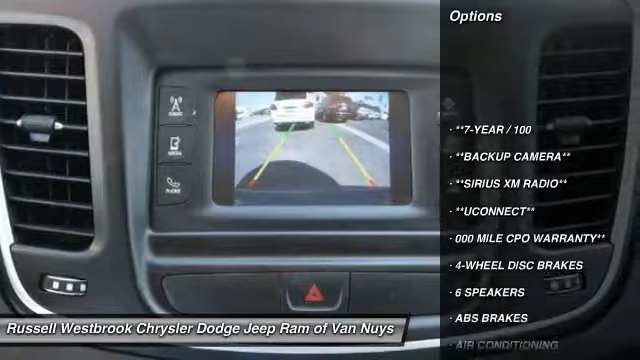 Options
RADIO
MEDIA
PHONE
· **7-YEAR / 100
· **BACKUP CAMERA**
· **SIRIUS XM RADIO**
· **UCONNECT**
000 MILE CPO WARRANTY**
· 4-WHEEL DISC BRAKES
· 6 SPEAKERS
· ABS BRAKES
· AIR CONDITIONING
Russell Westbrook Chrysler Dodge Jeep Ram of Van Nuys